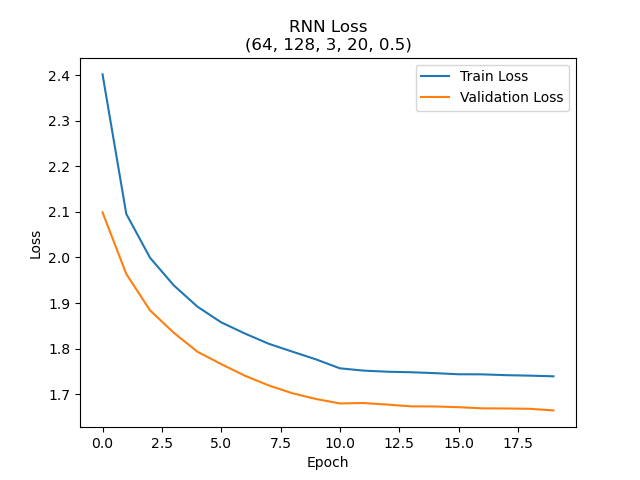 RNN Loss
(64, 128, 3, 20, 0.5)
Train Loss
Validation Loss
2.4
2.3
2.2
2.1
2.0
1.9
1.8
1.7
Loss
0.0 2.5 5.0 7.5 10.0 12.5 15.0 17.5
Epoch